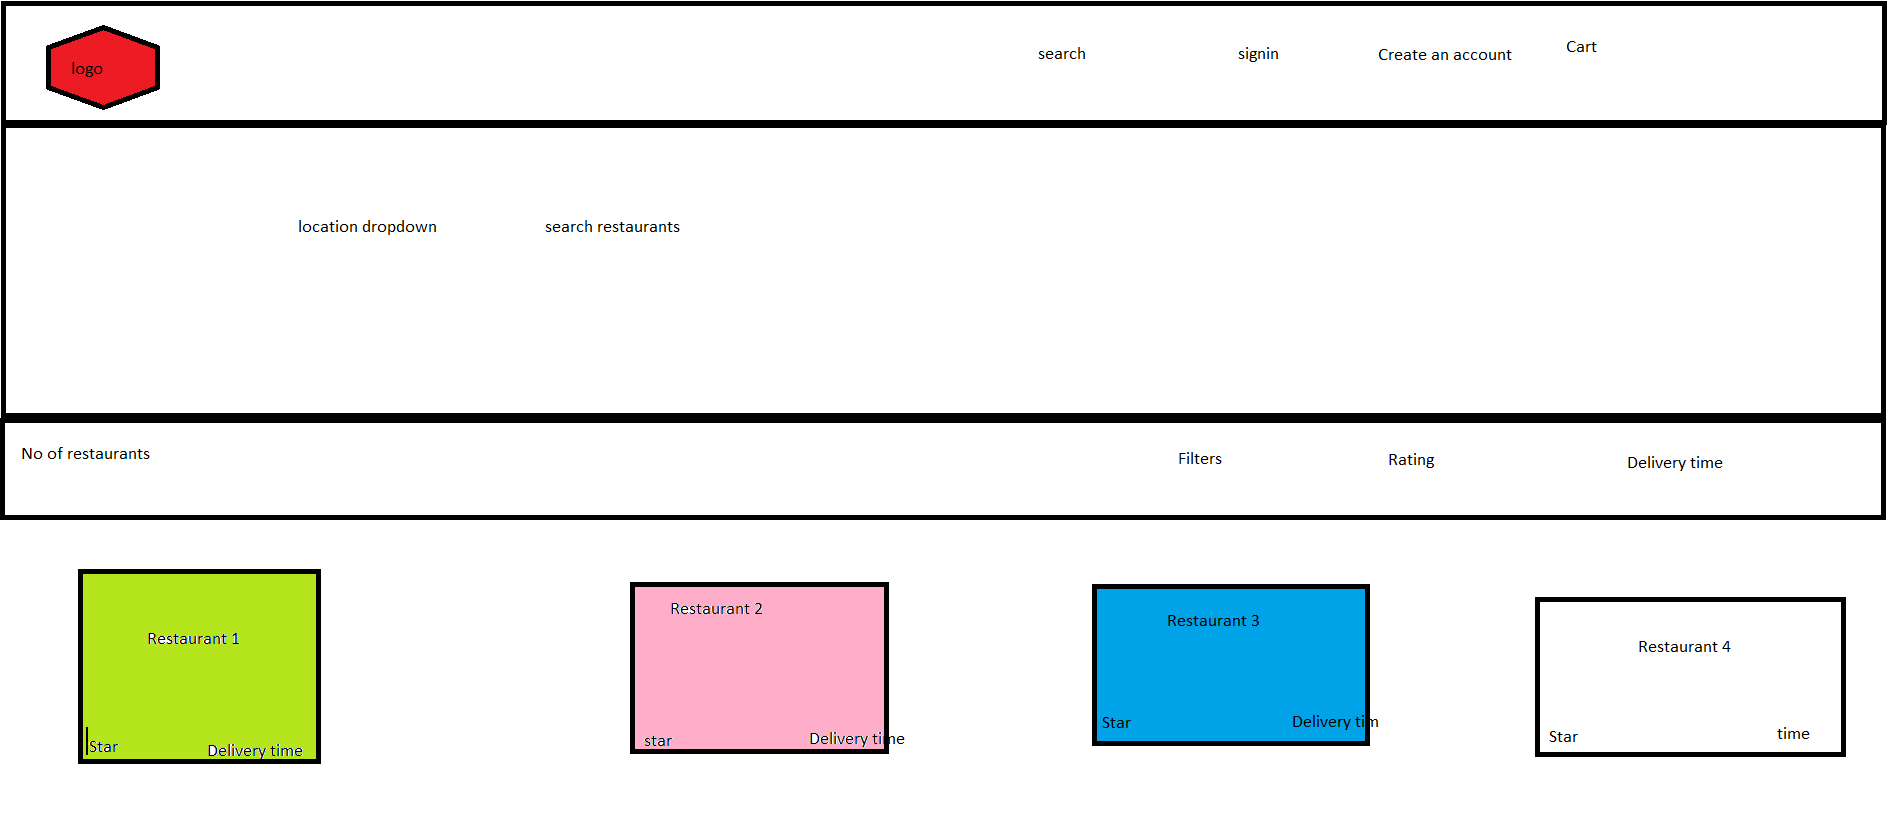 logo
search
signin
Create an account
Cart
location dropdown
search restaurants
No of restaurants
Filters
Rating
Delivery time
Restaurant 1
Star
Delivery time
Restaurant 2
star
Delivery time
Restaurant 3
Star
Delivery tim
Restaurant 4
Star
time